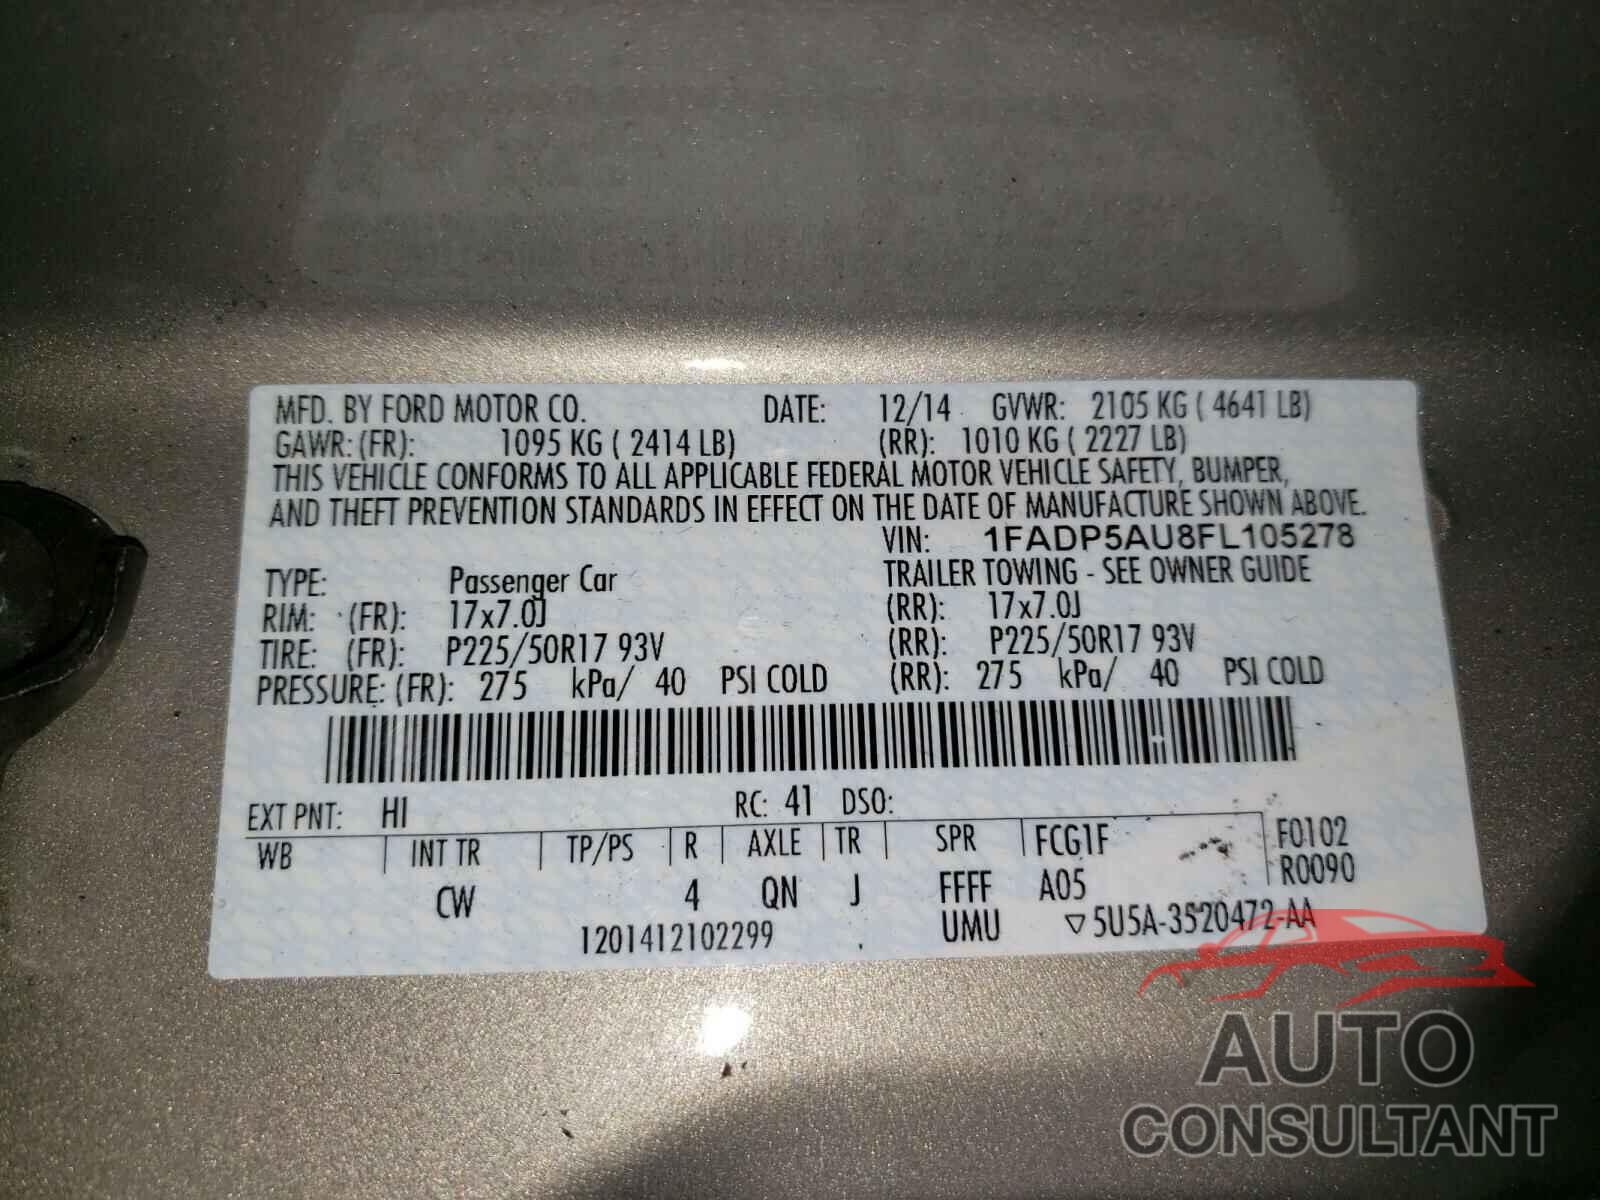 MFD. BY FORD MOTOR CO. DATE: 12/14 GVWR: 2105 KG ( 4641 LB)
GAWR: (FR): 1095 KG ( 2414 LB) (RR): 1010 KG ( 2227 LB)
THIS VEHICLE CONFORMS TO ALL APPLICABLE FEDERAL MOTOR VEHICLE SAFETY, BUMPER,
AND THEFT PREVENTION STANDARDS IN EFFECT ON THE DATE OF MANUFACTURE SHOWN ABOVE.
VIN: 1FADP5AU8FL105278
TYPE: Passenger Car TRAILER TOWING - SEE OWNER GUIDE
RIM: (FR): 17x7.0J (RR): 17x7.0J
TIRE: (FR): P225/50R17 93V (RR): P225/50R17 93V
PRESSURE: (FR): 275 kPa/ 40 PSI COLD (RR): 275 kPa/ 40 PSI COLD
EXT PNT: HI RC: 41 DSO:
WB INT TR TP/PS R AXLE TR SPR FCG1F F0102
CW 4 QN J FFFF A05 R0090
1201412102299 UMU ▽5U5A-3520472-AA
AUTO
CONSULTANT